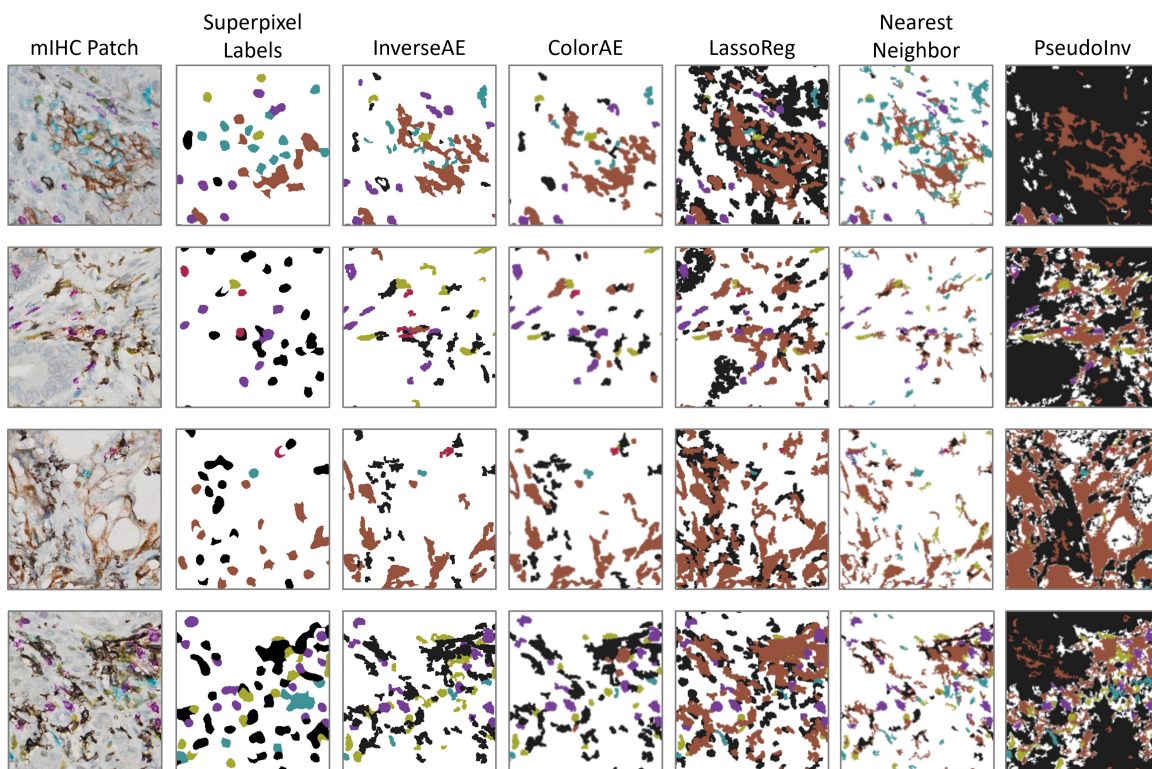 mIHC Patch
Superpixel
Labels
InverseAE
ColorAE
LassoReg
Nearest
Neighbor
PseudoInv